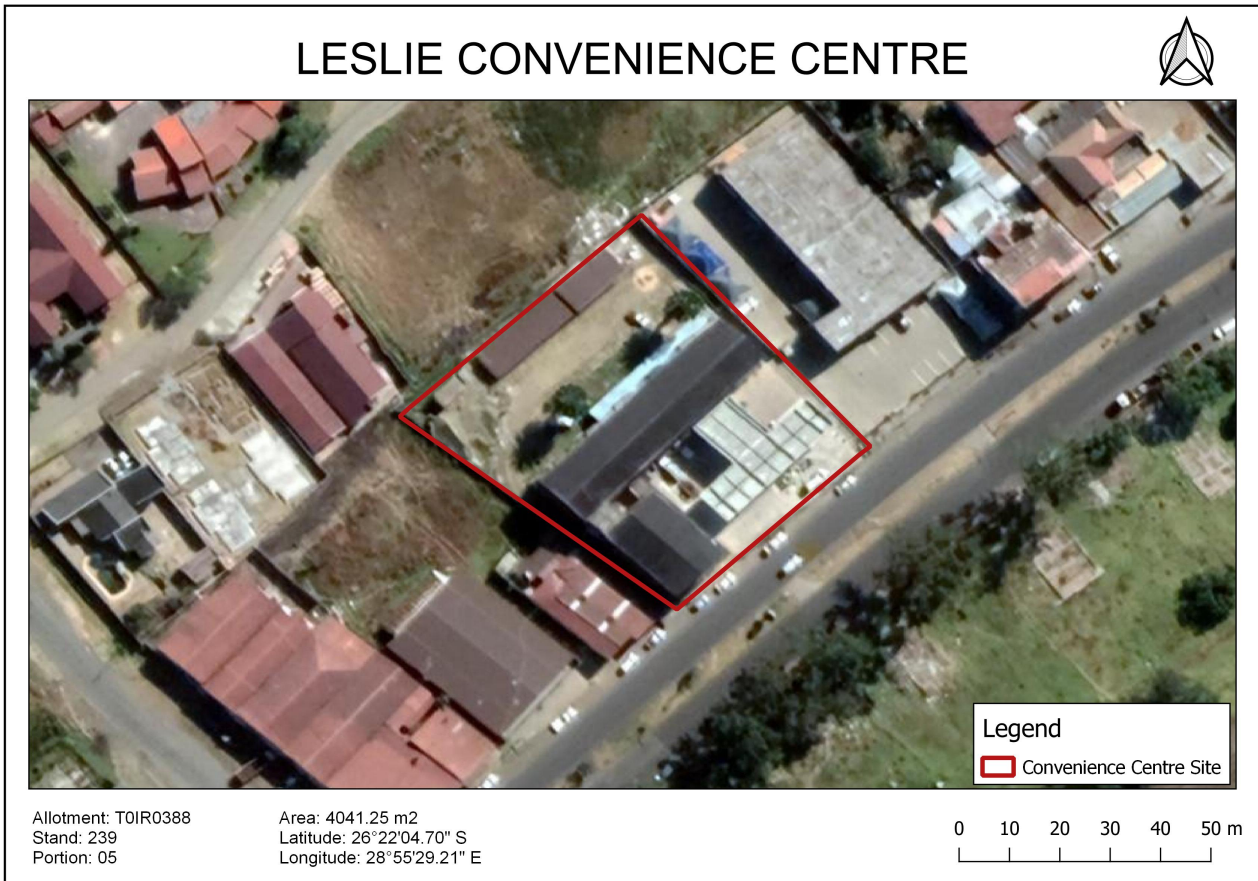 LESLIE CONVENIENCE CENTRE
Legend
Convenience Centre Site
Allotment: T0IR0388
Stand: 239
Portion: 05
Area: 4041.25 m2
Latitude: 26°22'04.70" S
Longitude: 28°55'29.21" E
0 10 20 30 40 50 m